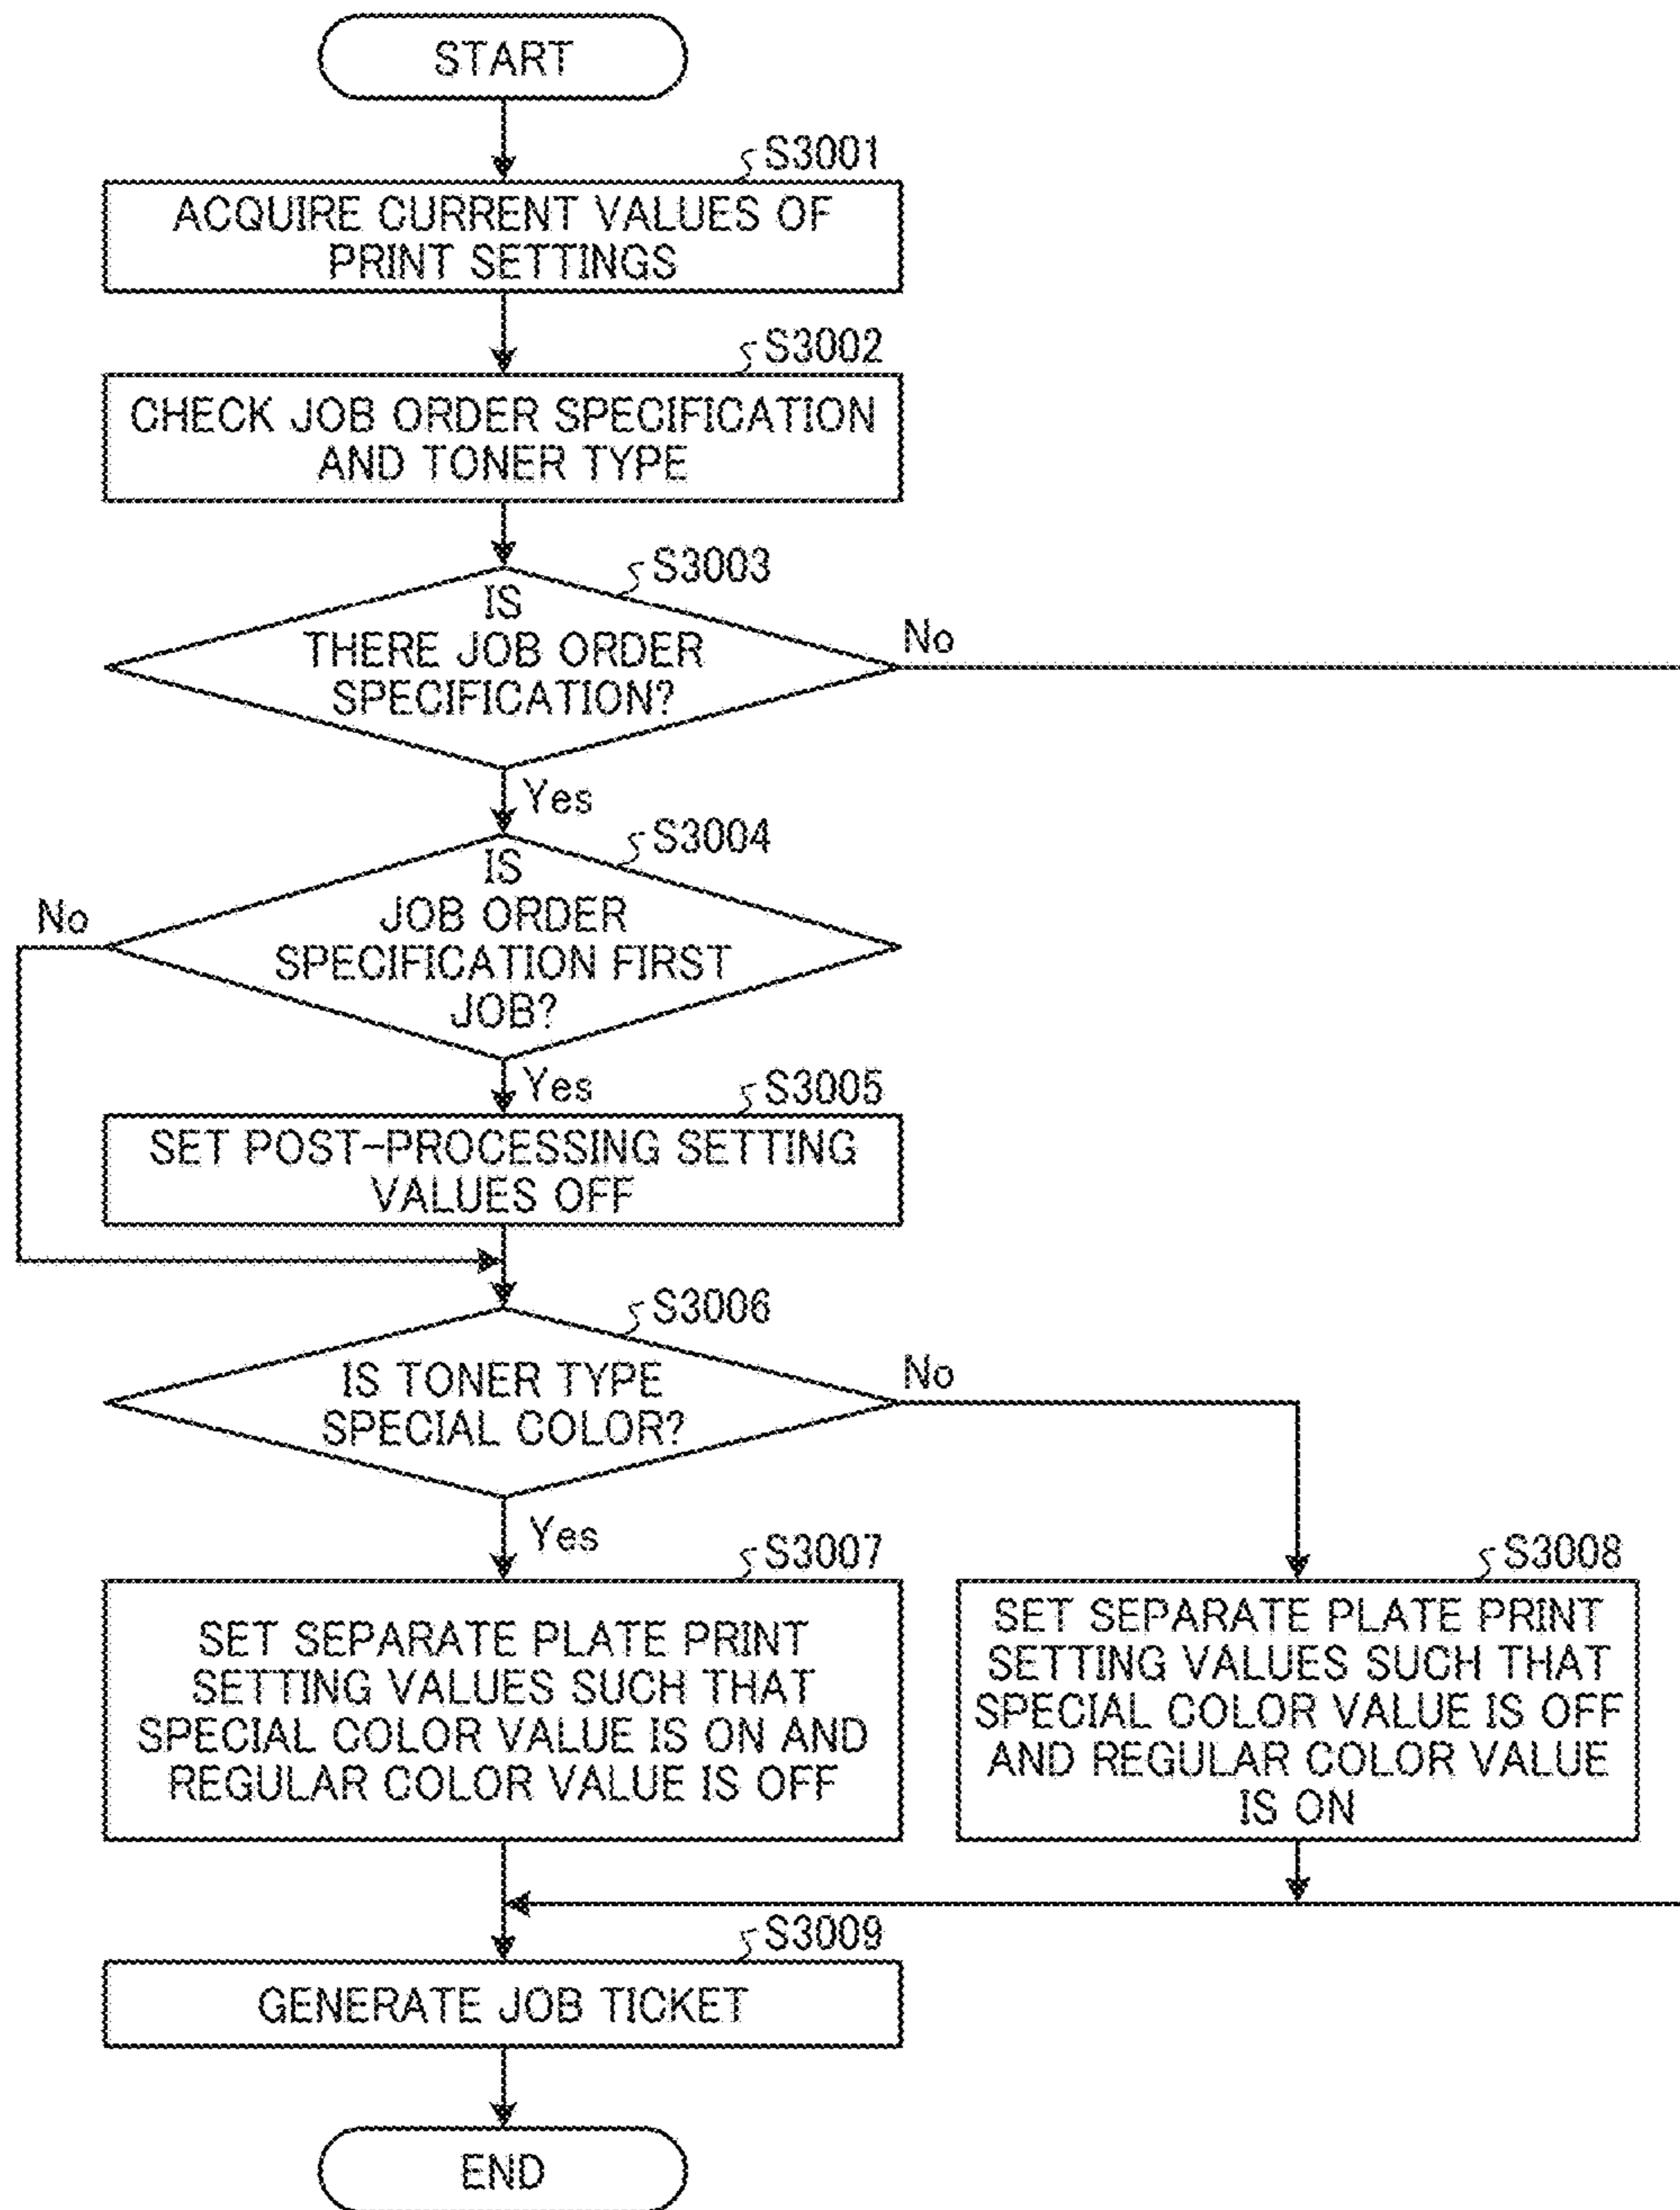 START
S3001
ACQUIRE CURRENT VALUES OF
PRINT SETTINGS
S3002
CHECK JOB ORDER SPECIFICATION
AND TONER TYPE
S3003
IS
THERE JOB ORDER
SPECIFICATION?
No
Yes
S3004
IS
JOB ORDER
SPECIFICATION FIRST
JOB?
No
Yes
S3005
SET POST-PROCESSING SETTING
VALUES OFF
S3006
IS TONER TYPE
SPECIAL COLOR?
No
Yes
S3007
SET SEPARATE PLATE PRINT
SETTING VALUES SUCH THAT
SPECIAL COLOR VALUE IS ON AND
REGULAR COLOR VALUE IS OFF
S3008
SET SEPARATE PLATE PRINT
SETTING VALUES SUCH THAT
SPECIAL COLOR VALUE IS OFF
AND REGULAR COLOR VALUE
IS ON
S3009
GENERATE JOB TICKET
END